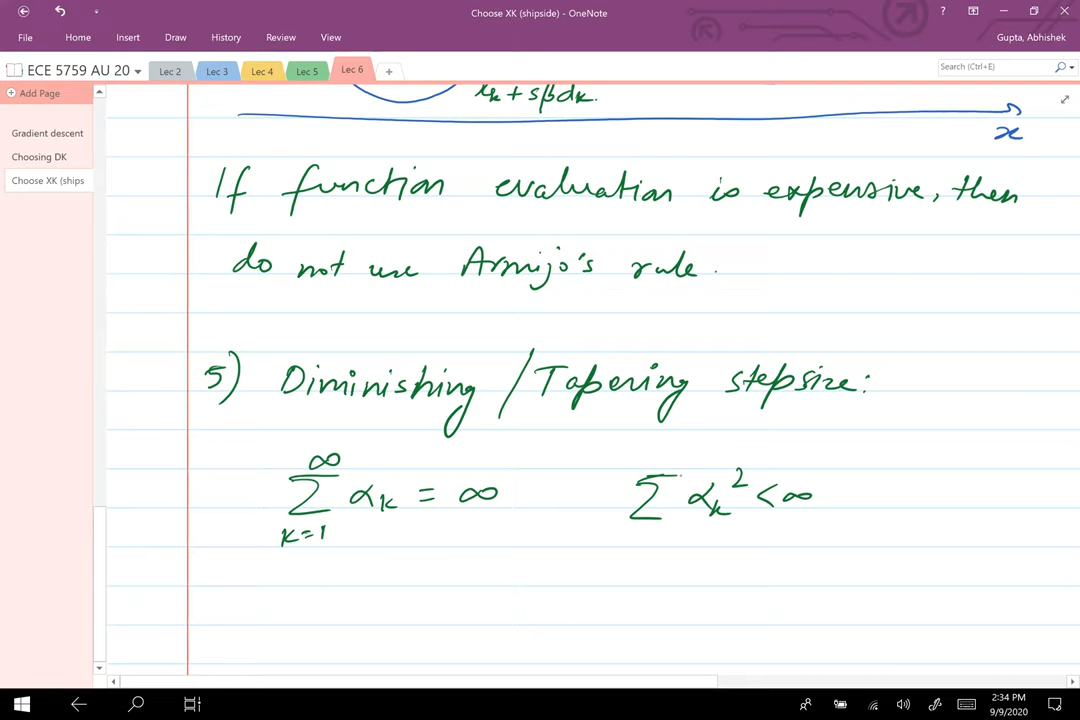 Choose XK (shipside) - OneNote
?
File Home Insert Draw History Review View
Gupta, Abhishek
ECE 5759 AU 20
Lec 2 Lec 3 Lec 4 Lec 5 Lec 6 +
Search (Ctrl+E)
Add Page
Gradient descent
Choosing DK
Choose XK (ships
xk + sβdk.
x
If function evaluation is expensive, then
do not use Armijo's rule.
5) Diminishing / Tapering stepsize:
∞
∑ αk = ∞ ∑ αk² < ∞
k=1
2:34 PM
9/9/2020